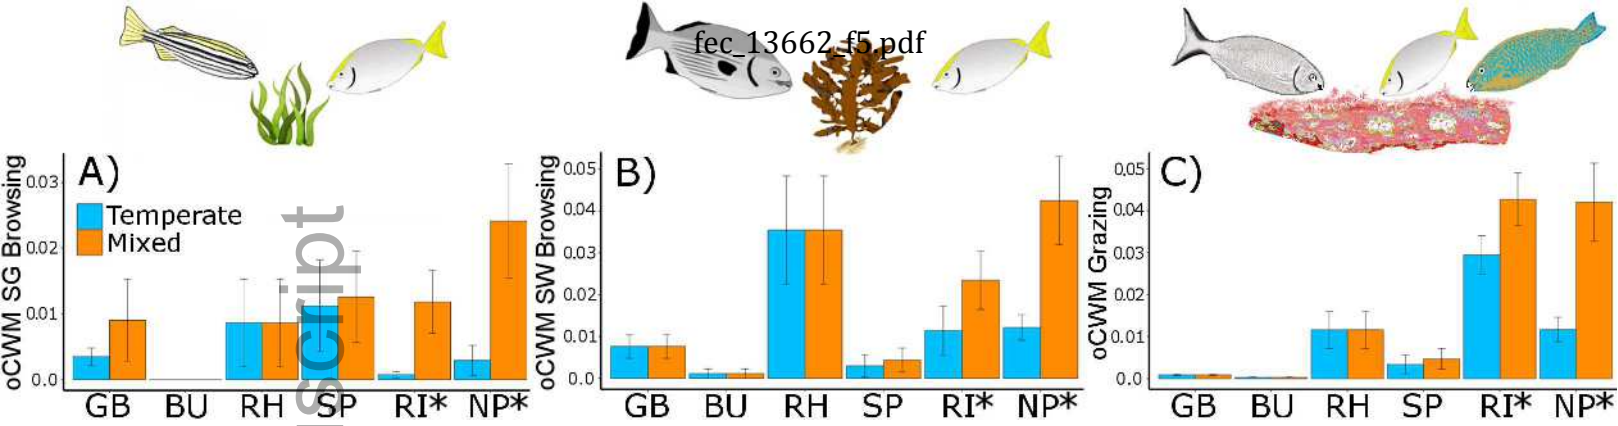 fec_13662_f5.pdf
A)
Temperate
Mixed
oCWM SG Browsing
0.03
0.02
0.01
0.0
GB BU RH SP RI* NP*
script
B)
oCWM SW Browsing
0.05
0.04
0.03
0.02
0.01
0.0
GB BU RH SP RI* NP*
C)
oCWM Grazing
0.05
0.04
0.03
0.02
0.01
0.0
GB BU RH SP RI* NP*